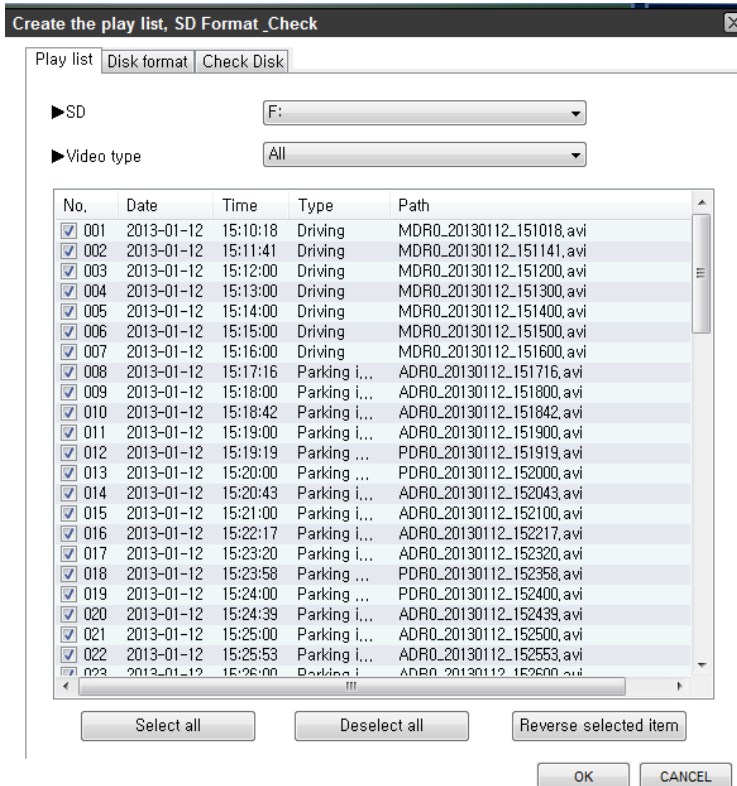 Create the play list, SD Format _Check
Play list Disk format Check Disk
▶SD F:
▶Video type All
No, Date Time Type Path
001 2013-01-12 15:10:18 Driving MDR0_20130112_151018.avi
002 2013-01-12 15:11:41 Driving MDR0_20130112_151141.avi
003 2013-01-12 15:12:00 Driving MDR0_20130112_151200.avi
004 2013-01-12 15:13:00 Driving MDR0_20130112_151300.avi
005 2013-01-12 15:14:00 Driving MDR0_20130112_151400.avi
006 2013-01-12 15:15:00 Driving MDR0_20130112_151500.avi
007 2013-01-12 15:16:00 Driving MDR0_20130112_151600.avi
008 2013-01-12 15:17:16 Parking i... ADR0_20130112_151716.avi
009 2013-01-12 15:18:00 Parking i... ADR0_20130112_151800.avi
010 2013-01-12 15:18:42 Parking i... ADR0_20130112_151842.avi
011 2013-01-12 15:19:00 Parking i... ADR0_20130112_151900.avi
012 2013-01-12 15:19:19 Parking ... PDR0_20130112_151919.avi
013 2013-01-12 15:20:00 Parking ... PDR0_20130112_152000.avi
014 2013-01-12 15:20:43 Parking i... ADR0_20130112_152043.avi
015 2013-01-12 15:21:00 Parking i... ADR0_20130112_152100.avi
016 2013-01-12 15:22:17 Parking i... ADR0_20130112_152217.avi
017 2013-01-12 15:23:20 Parking i... ADR0_20130112_152320.avi
018 2013-01-12 15:23:58 Parking ... PDR0_20130112_152358.avi
019 2013-01-12 15:24:00 Parking ... PDR0_20130112_152400.avi
020 2013-01-12 15:24:39 Parking i... ADR0_20130112_152439.avi
021 2013-01-12 15:25:00 Parking i... ADR0_20130112_152500.avi
022 2013-01-12 15:25:53 Parking i... ADR0_20130112_152553.avi
023 2013-01-12 15:26:00 Parking i... ADR0_20130112_152600.avi
Select all Deselect all Reverse selected item
OK CANCEL